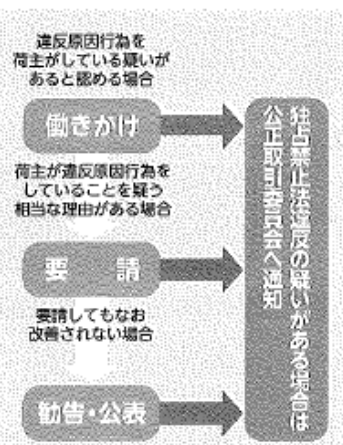 違反原因行為を
荷主がしている疑いが
あると認める場合
働きかけ
荷主が違反原因行為を
していることを疑う
相当な理由がある場合
要 請
要請してもなお
改善されない場合
勧告・公表
独占禁止法違反の疑いがある場合は
公正取引委員会へ通知